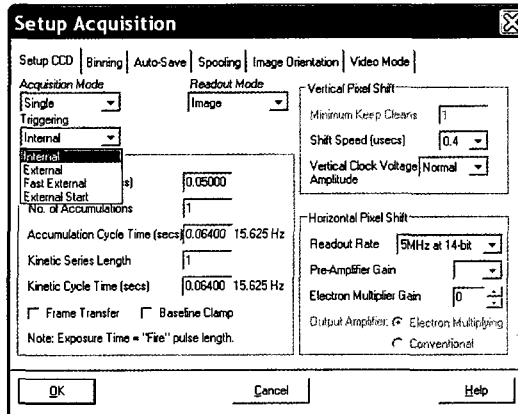 Setup Acquisition
Setup CCD Binning Auto-Save Spooling Image Orientation Video Mode
Acquisition Mode
Single
Readout Mode
Image
Triggering
Internal
Internal
External
Fast External
External Start
s) 0.05000
No. of Accumulations 1
Accumulation Cycle Time (secs) 0.06400 15.625 Hz
Kinetic Series Length 1
Kinetic Cycle Time (secs) 0.06400 15.625 Hz
Frame Transfer Baseline Clamp
Note: Exposure Time = "Fire" pulse length.
Vertical Pixel Shift
Minimum Keep Cleans 1
Shift Speed (usecs) 0.4
Vertical Clock Voltage Normal
Amplitude
Horizontal Pixel Shift
Readout Rate 5MHz at 14-bit
Pre-Amplifier Gain
Electron Multiplier Gain 0
Output Amplifier: Electron Multiplying
Conventional
OK Cancel Help